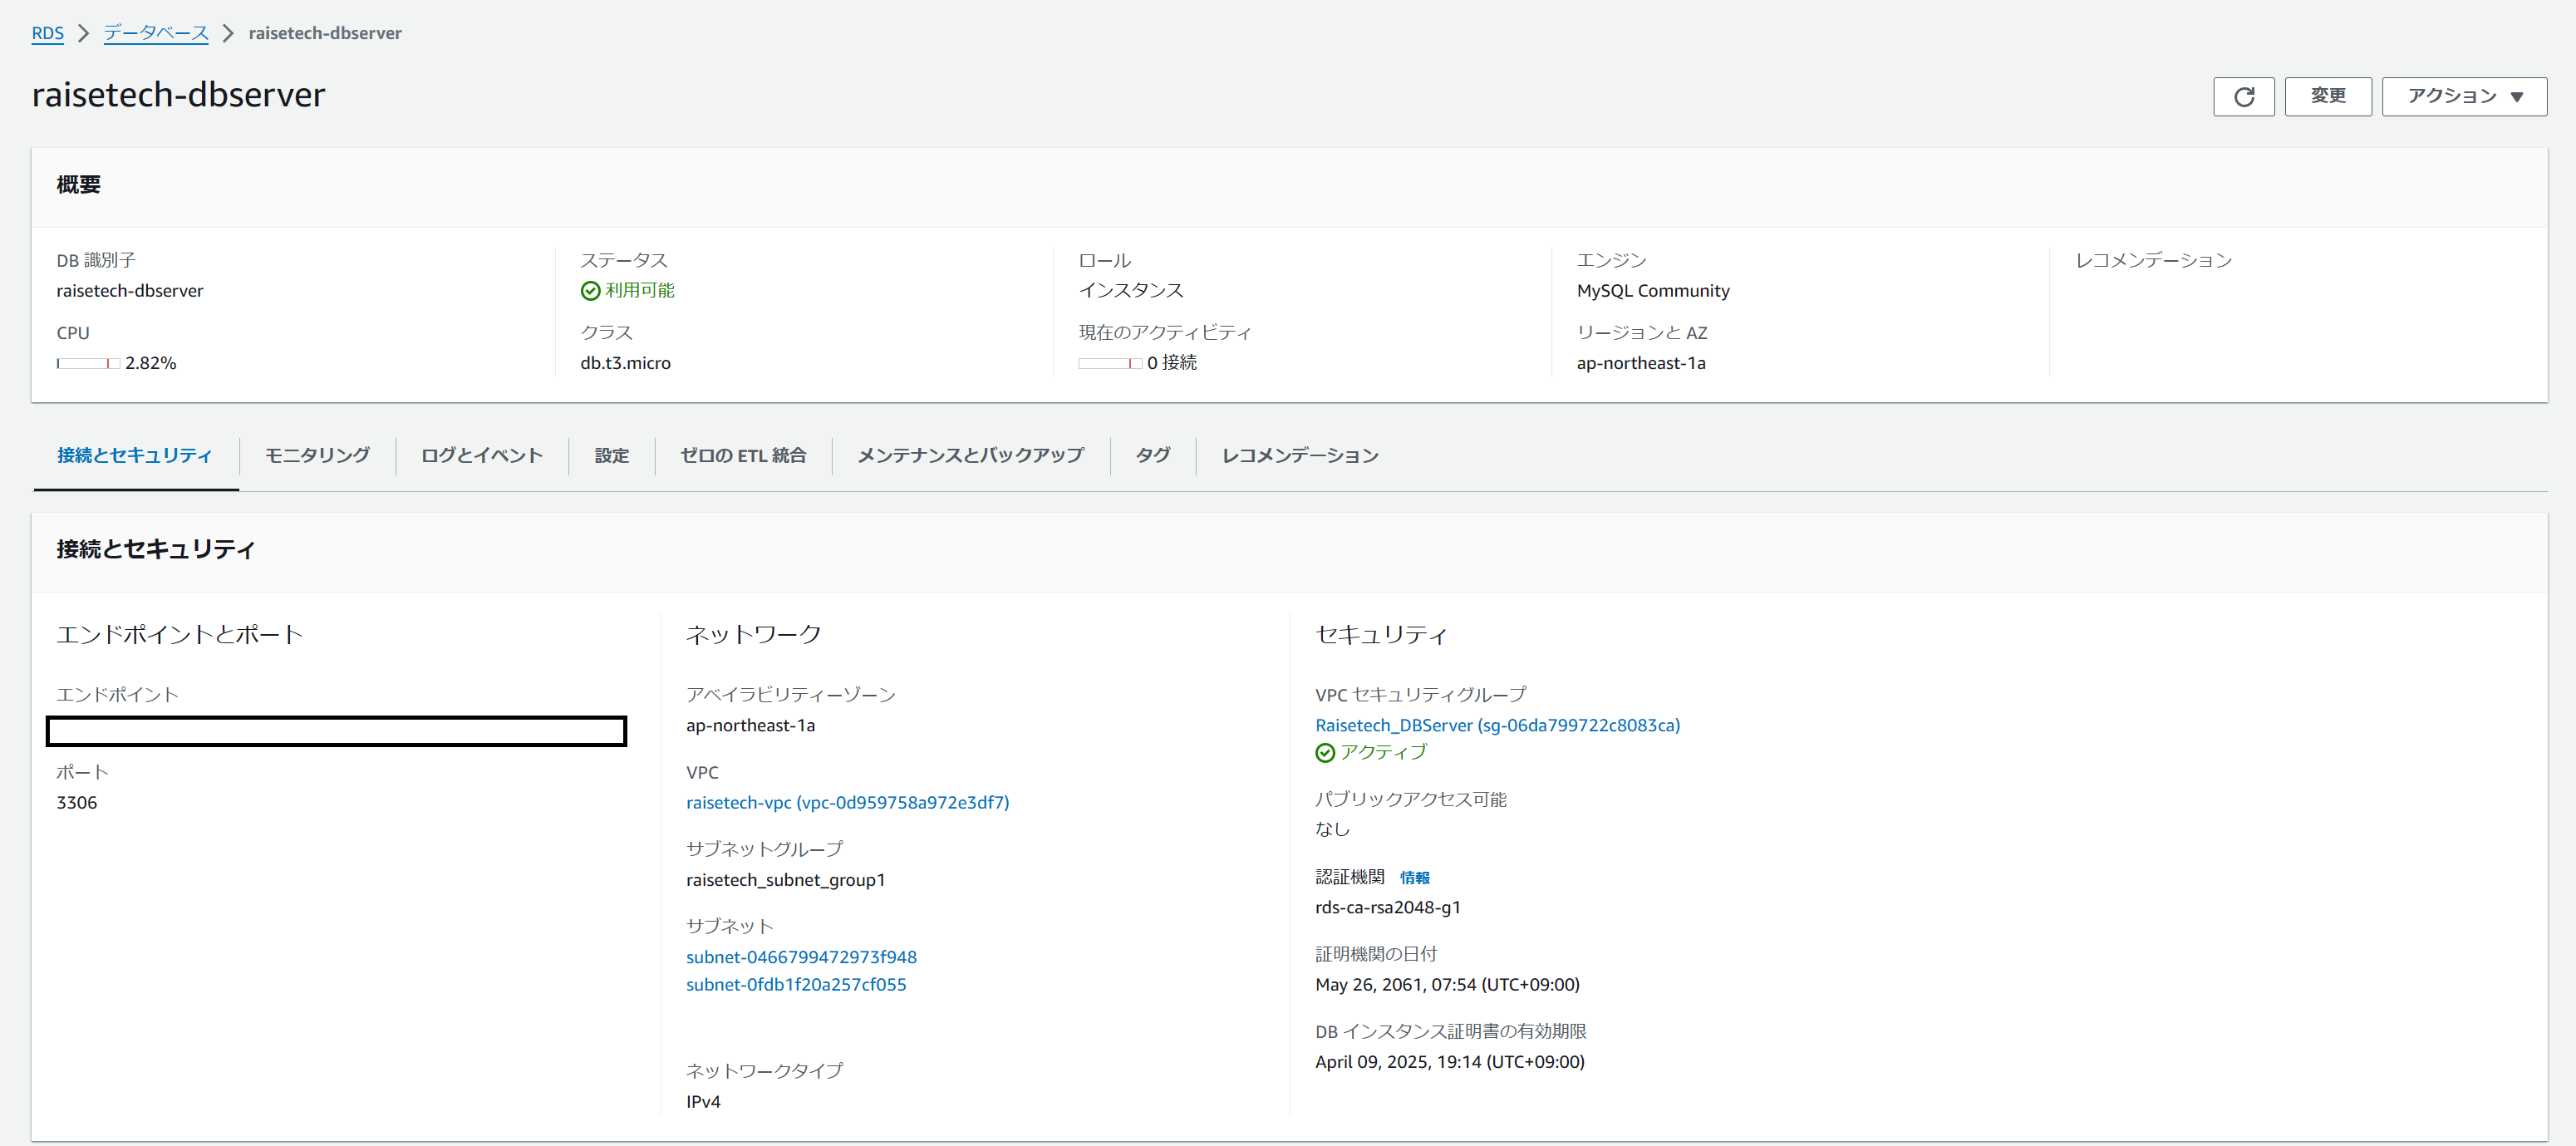 RDS > データベース > raisetech-dbserver
raisetech-dbserver
変更
アクション ▼
概要
DB 識別子
raisetech-dbserver
CPU
2.82%
ステータス
利用可能
クラス
db.t3.micro
ロール
インスタンス
現在のアクティビティ
0 接続
エンジン
MySQL Community
リージョンと AZ
ap-northeast-1a
レコメンデーション
接続とセキュリティ モニタリング ログとイベント 設定 ゼロの ETL 統合 メンテナンスとバックアップ タグ レコメンデーション
接続とセキュリティ
エンドポイントとポート
エンドポイント
ポート
3306
ネットワーク
アベイラビリティーゾーン
ap-northeast-1a
VPC
raisetech-vpc (vpc-0d959758a972e3df7)
サブネットグループ
raisetech_subnet_group1
サブネット
subnet-0466799472973f948
subnet-0fdb1f20a257cf055
ネットワークタイプ
IPv4
セキュリティ
VPC セキュリティグループ
Raisetech_DBServer (sg-06da799722c8083ca)
アクティブ
パブリックアクセス可能
なし
認証機関 情報
rds-ca-rsa2048-g1
証明機関の日付
May 26, 2061, 07:54 (UTC+09:00)
DB インスタンス証明書の有効期限
April 09, 2025, 19:14 (UTC+09:00)